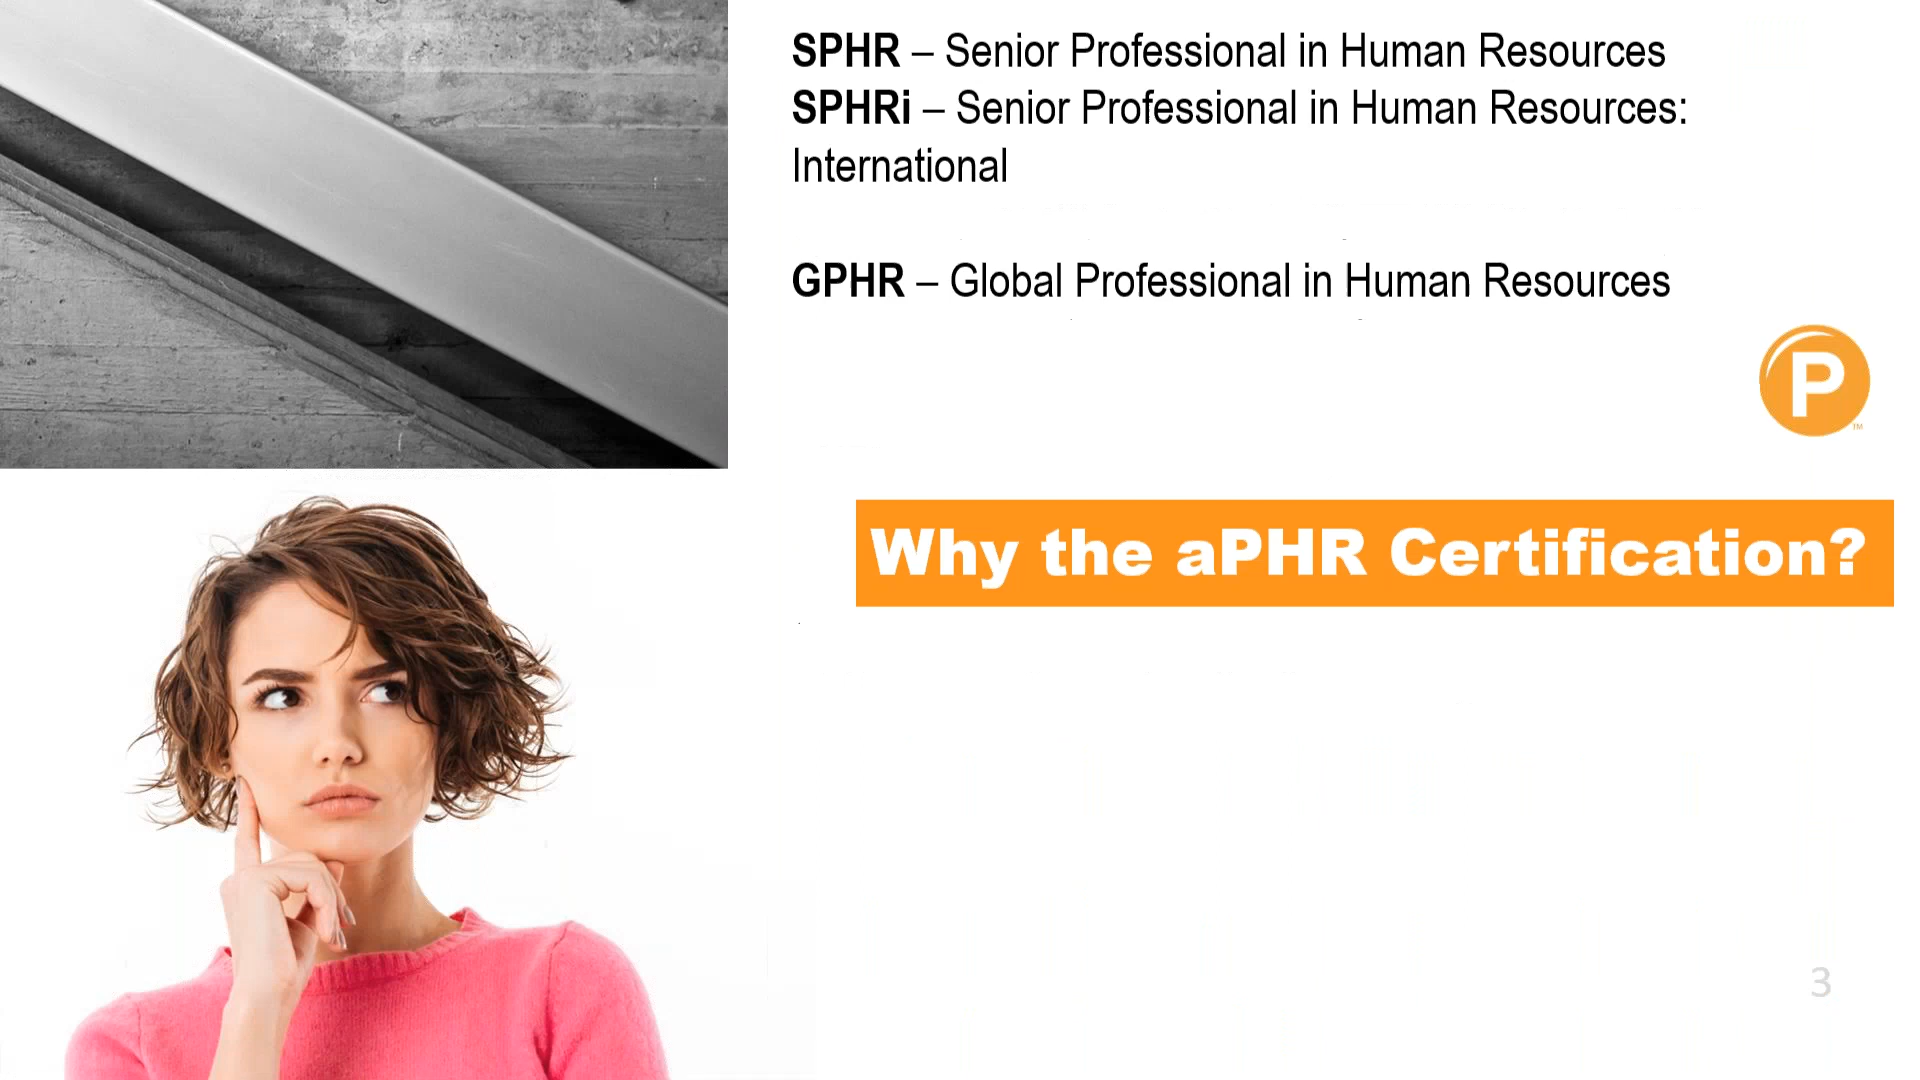 SPHR – Senior Professional in Human Resources
SPHRi – Senior Professional in Human Resources:
International
GPHR – Global Professional in Human Resources
P
TM
Why the aPHR Certification?
3